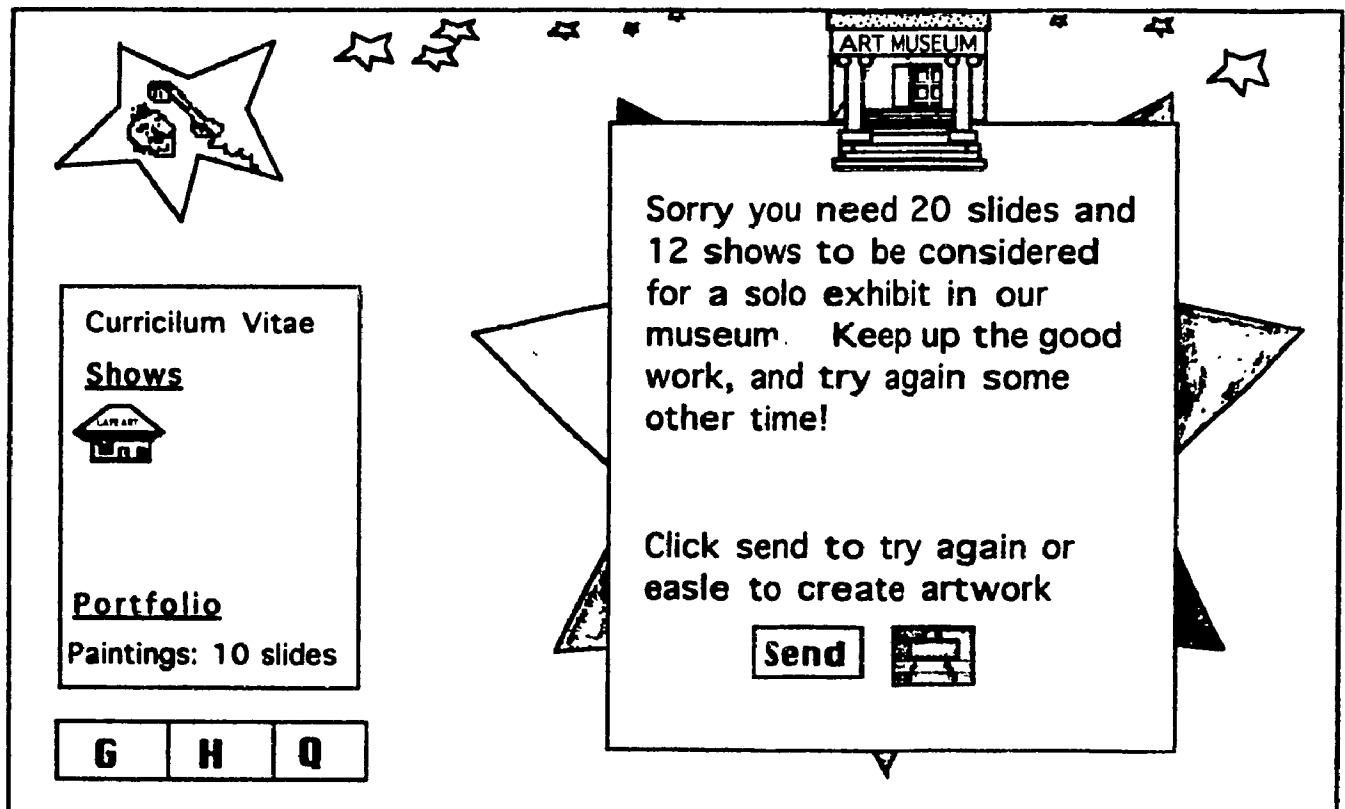 ART MUSEUM
Sorry you need 20 slides and
12 shows to be considered
for a solo exhibit in our
museum. Keep up the good
work, and try again some
other time!
Click send to try again or
easle to create artwork
Send
Curricilum Vitae
Shows
Portfolio
Paintings: 10 slides
G H Q